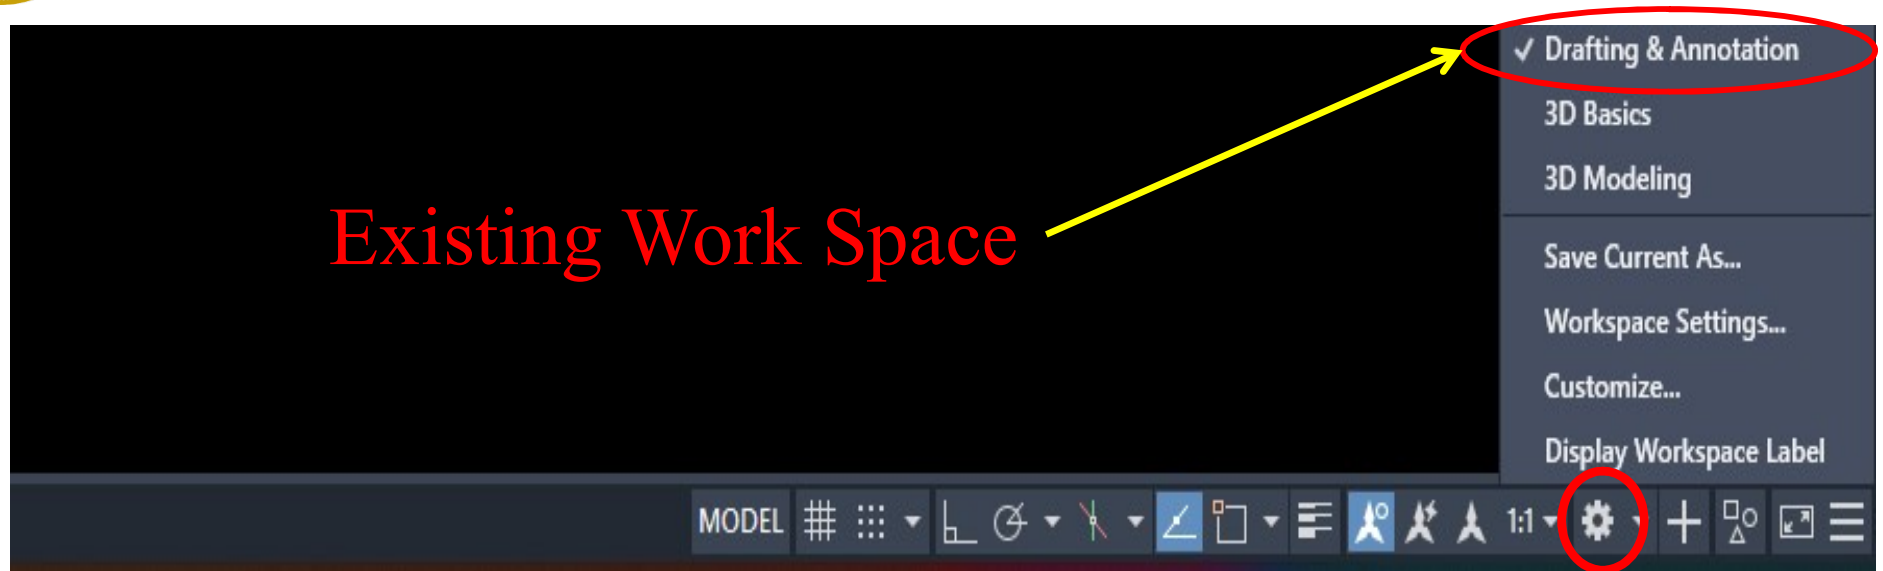 ✓ Drafting & Annotation
3D Basics
3D Modeling
Existing Work Space
Save Current As...
Workspace Settings...
Customize...
Display Workspace Label
MODEL 1:1